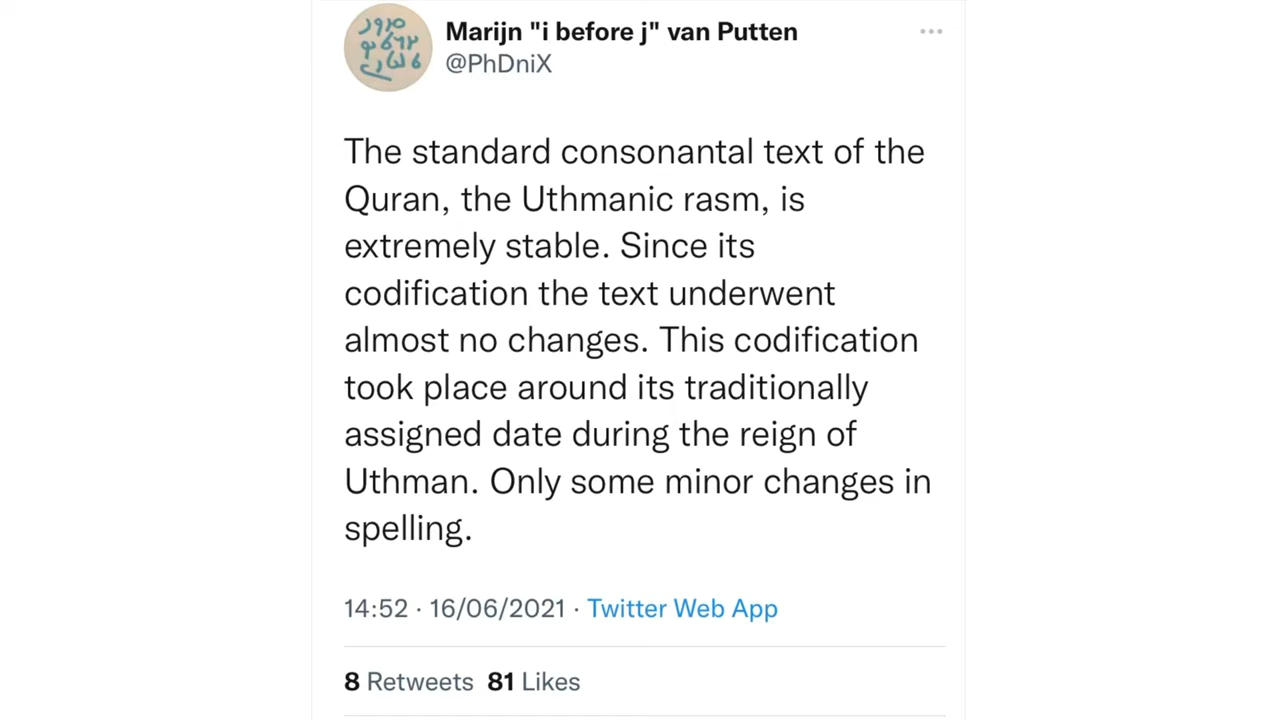 Marijn "i before j" van Putten
@PhDniX
The standard consonantal text of the
Quran, the Uthmanic rasm, is
extremely stable. Since its
codification the text underwent
almost no changes. This codification
took place around its traditionally
assigned date during the reign of
Uthman. Only some minor changes in
spelling.
14:52 · 16/06/2021 · Twitter Web App
8 Retweets 81 Likes